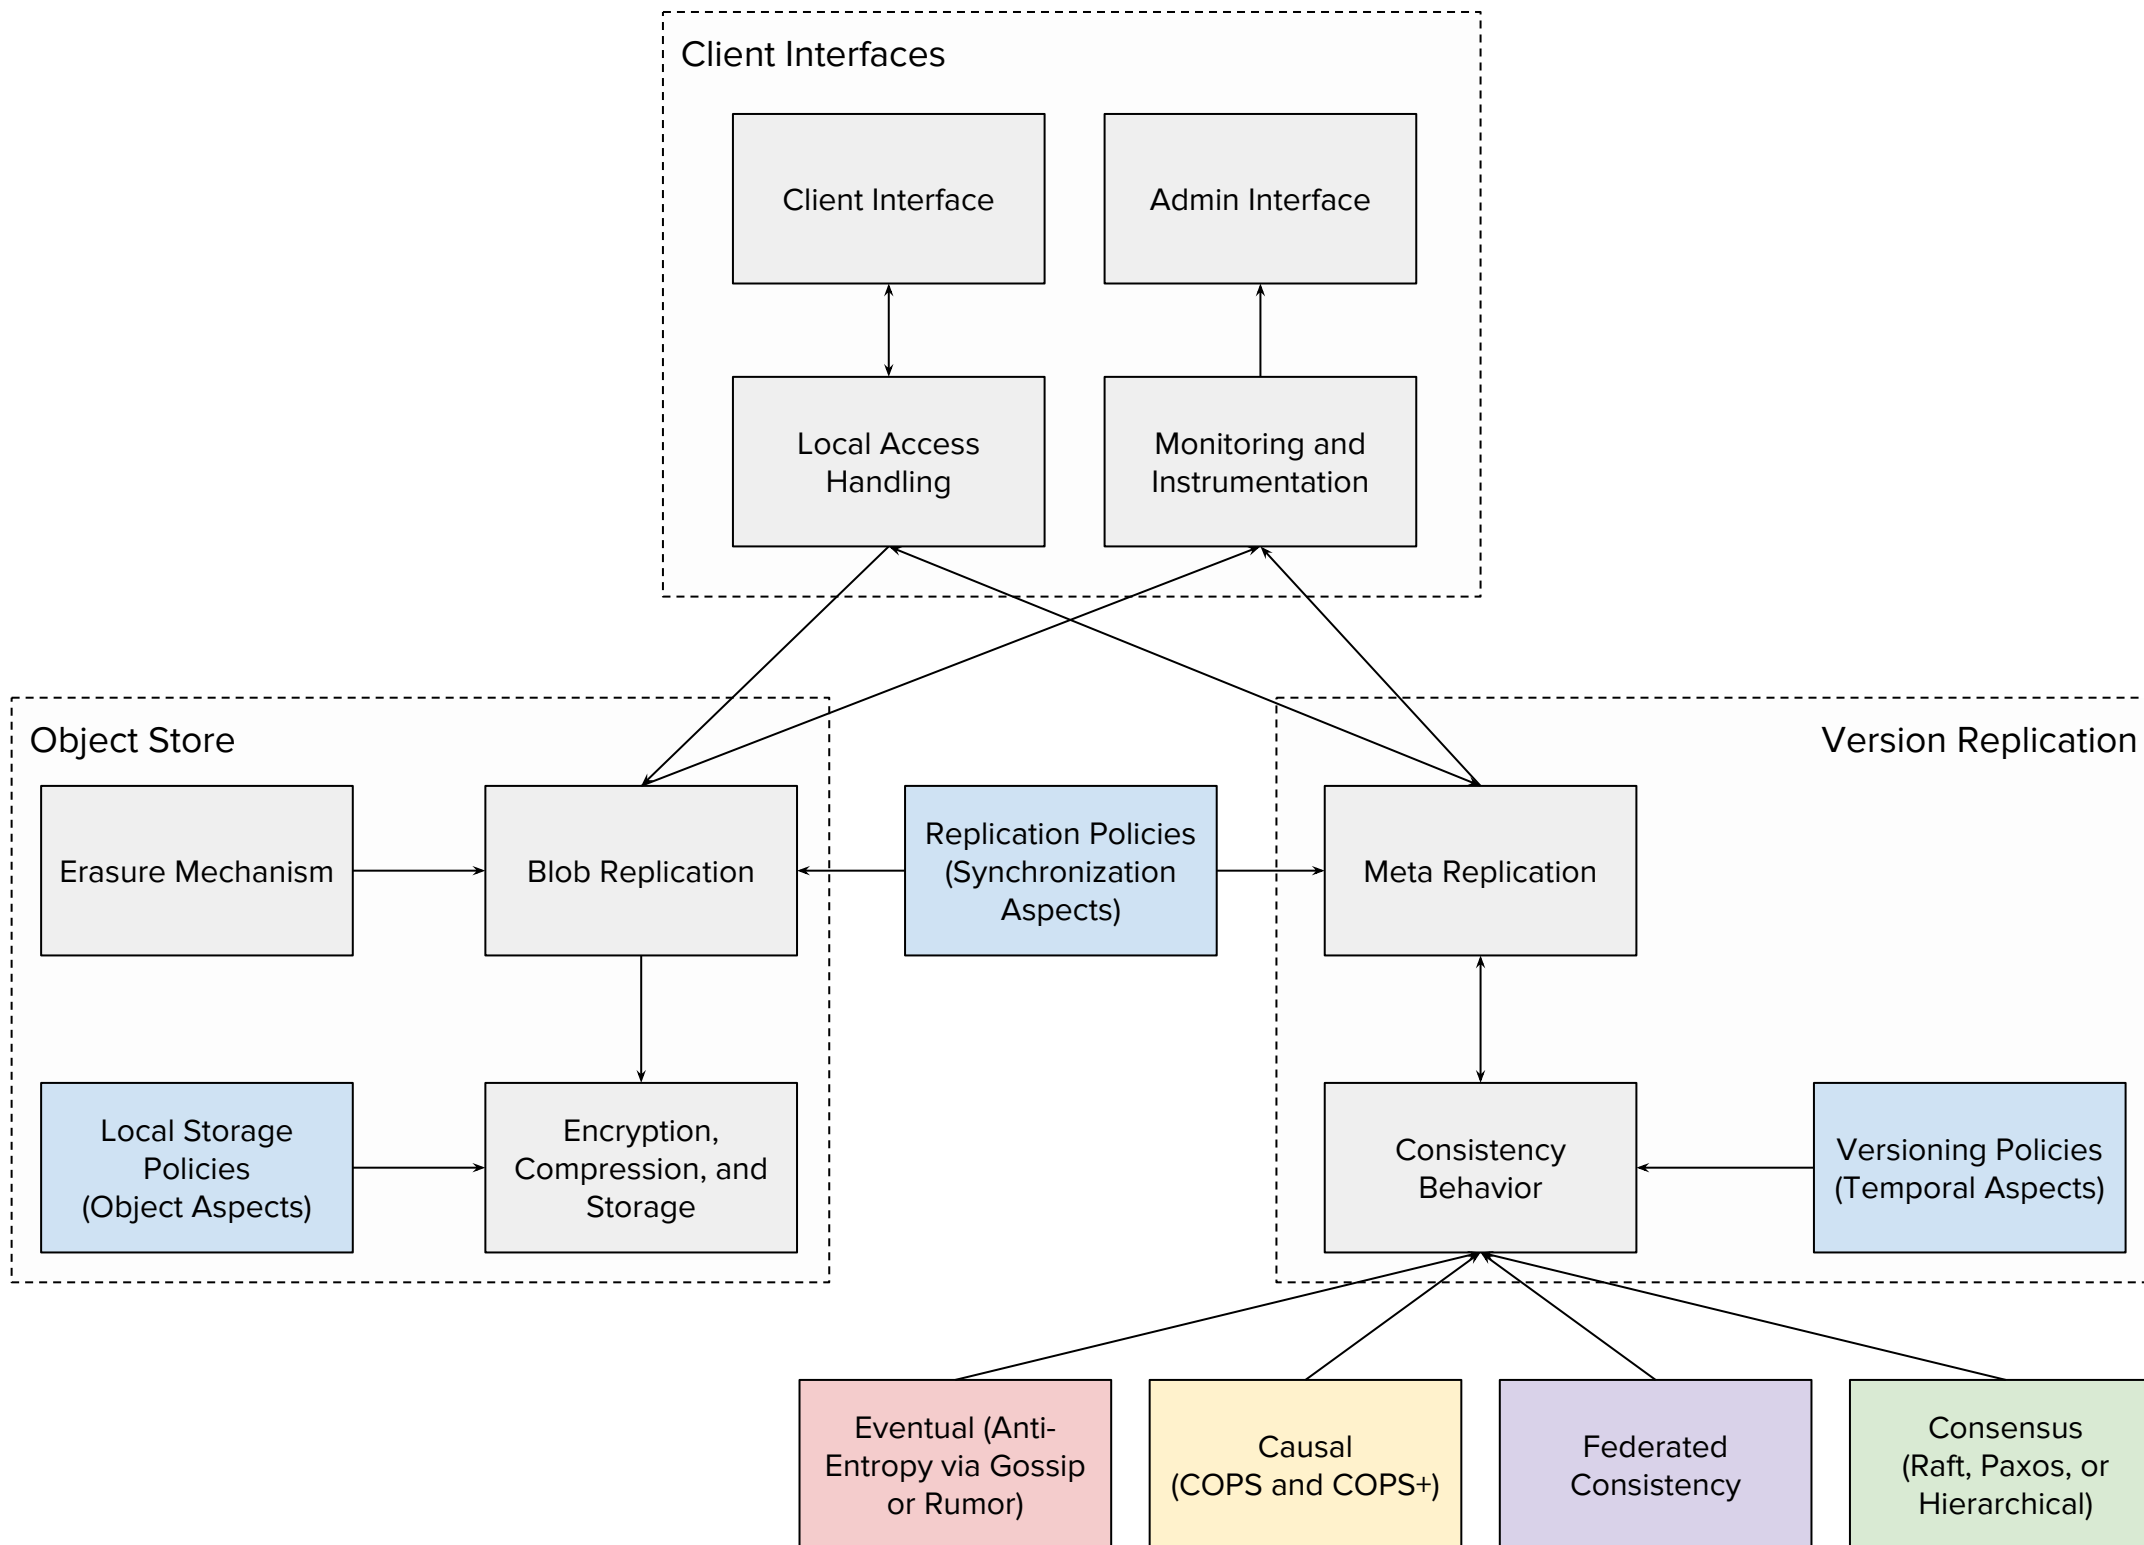 Client Interfaces
Client Interface
Admin Interface
Local Access
Handling
Monitoring and
Instrumentation
Object Store
Version Replication
Erasure Mechanism
Blob Replication
Replication Policies
(Synchronization
Aspects)
Meta Replication
Local Storage
Policies
(Object Aspects)
Encryption,
Compression, and
Storage
Consistency
Behavior
Versioning Policies
(Temporal Aspects)
Eventual (Anti-
Entropy via Gossip
or Rumor)
Causal
(COPS and COPS+)
Federated
Consistency
Consensus
(Raft, Paxos, or
Hierarchical)